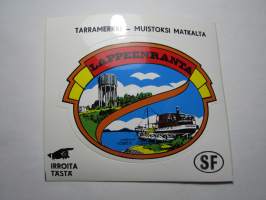 TARRAMERKKI – MUISTOKSI MATKALTA
LAPPEENRANTA
IRROITA
TÄSTÄ
SF